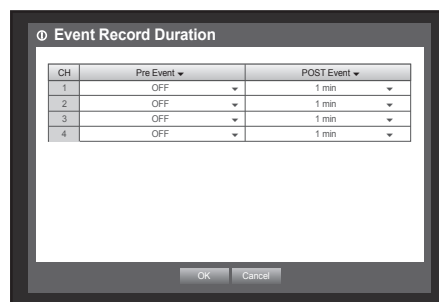 Event Record Duration
CH Pre Event POST Event
1 OFF 1 min
2 OFF 1 min
3 OFF 1 min
4 OFF 1 min
OK Cancel